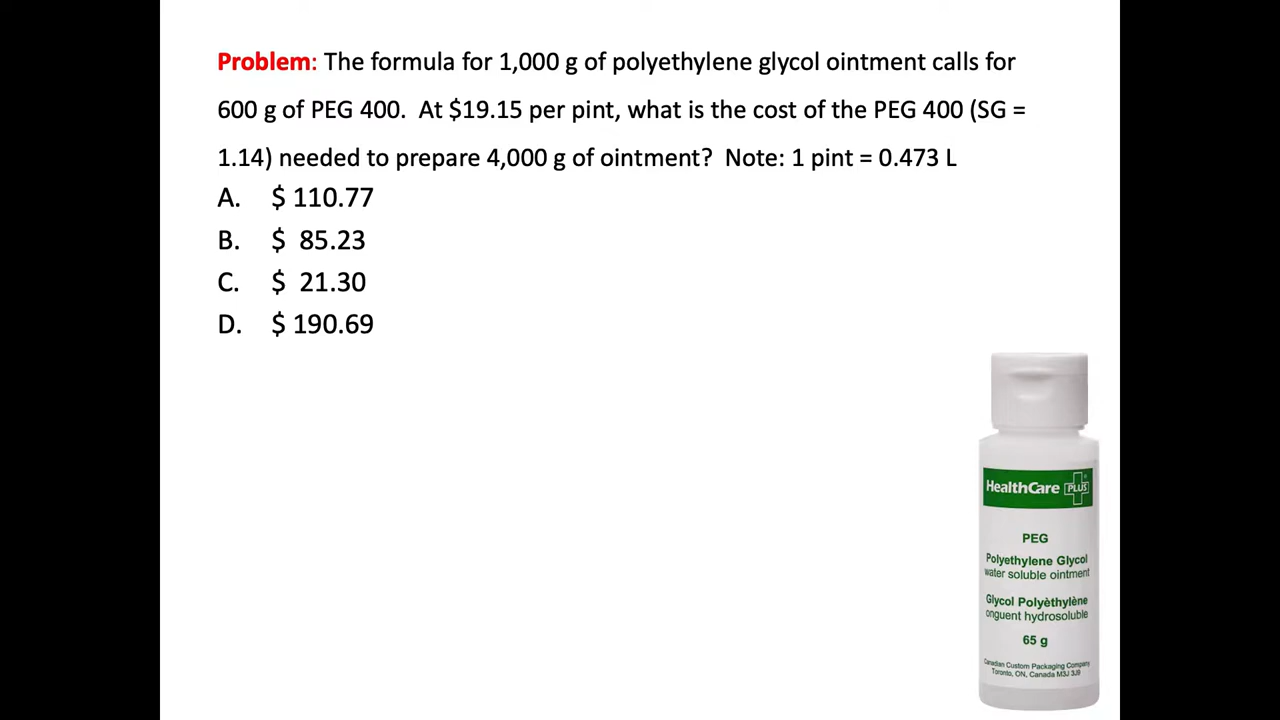 Problem: The formula for 1,000 g of polyethylene glycol ointment calls for
600 g of PEG 400.  At $19.15 per pint, what is the cost of the PEG 400 (SG =
1.14) needed to prepare 4,000 g of ointment?  Note: 1 pint = 0.473 L
A. $ 110.77
B. $ 85.23
C. $ 21.30
D. $ 190.69
HealthCare PLUS
PEG
Polyethylene Glycol
water soluble ointment
Glycol Polyèthylène
onguent hydrosoluble
65 g
Canadian Custom Packaging Company
Toronto, ON, Canada M3J 3J9